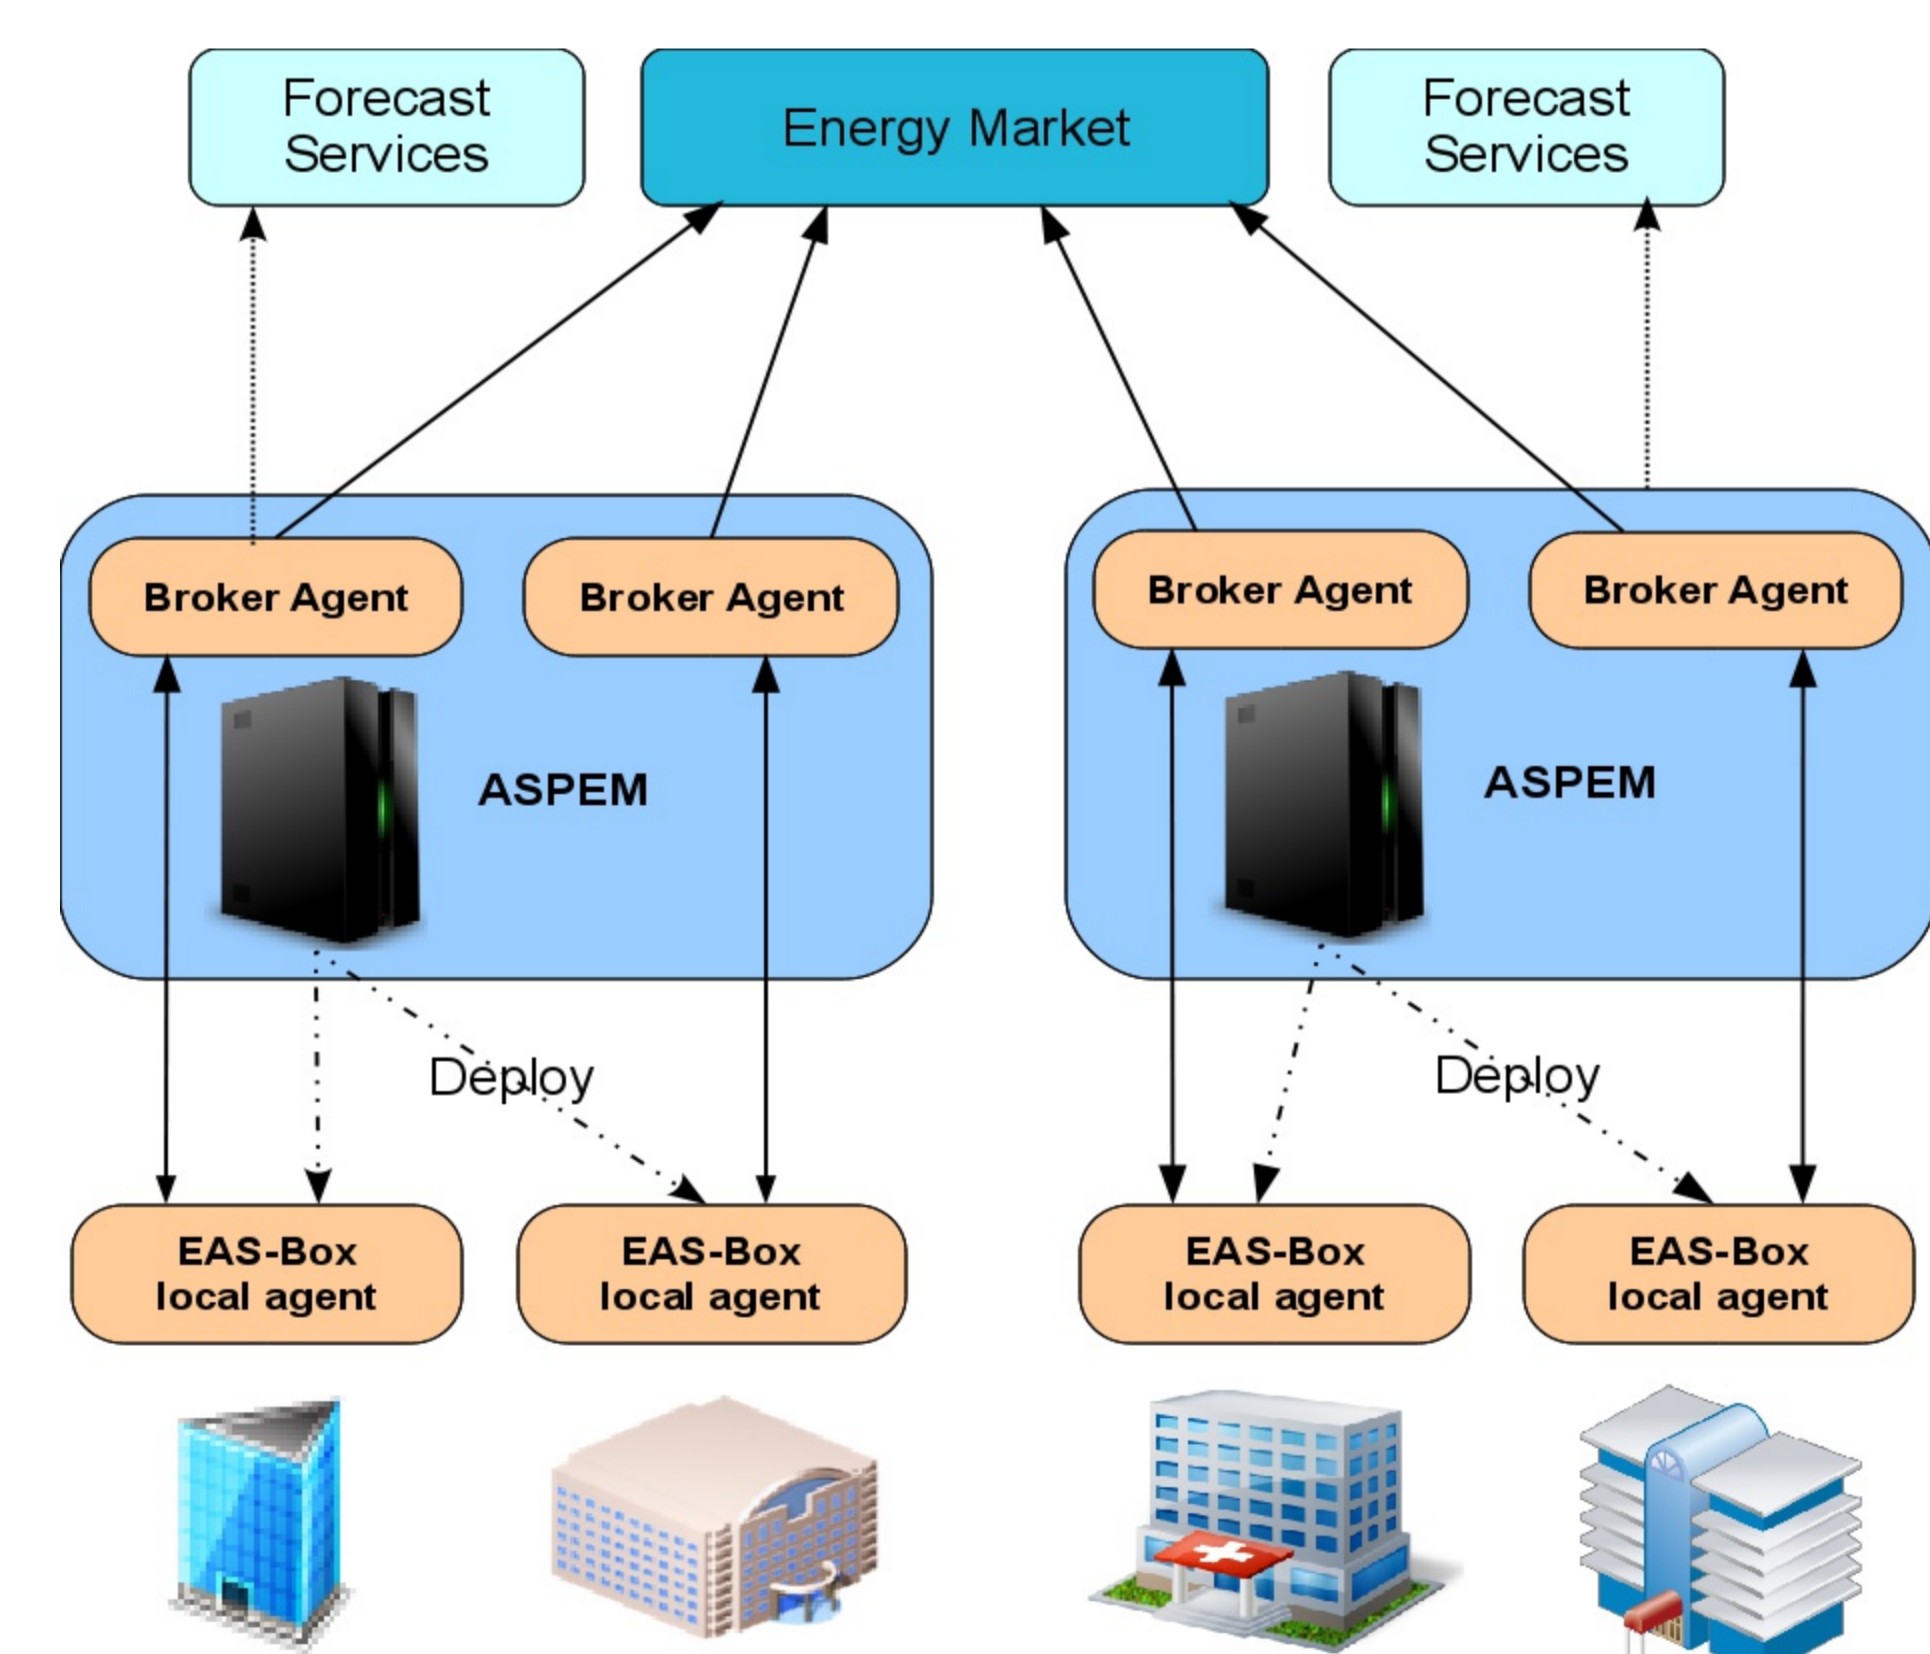 Forecast
Services
Energy Market
Forecast
Services
Broker Agent
Broker Agent
Broker Agent
Broker Agent
ASPEM
ASPEM
Deploy
Deploy
EAS-Box
local agent
EAS-Box
local agent
EAS-Box
local agent
EAS-Box
local agent